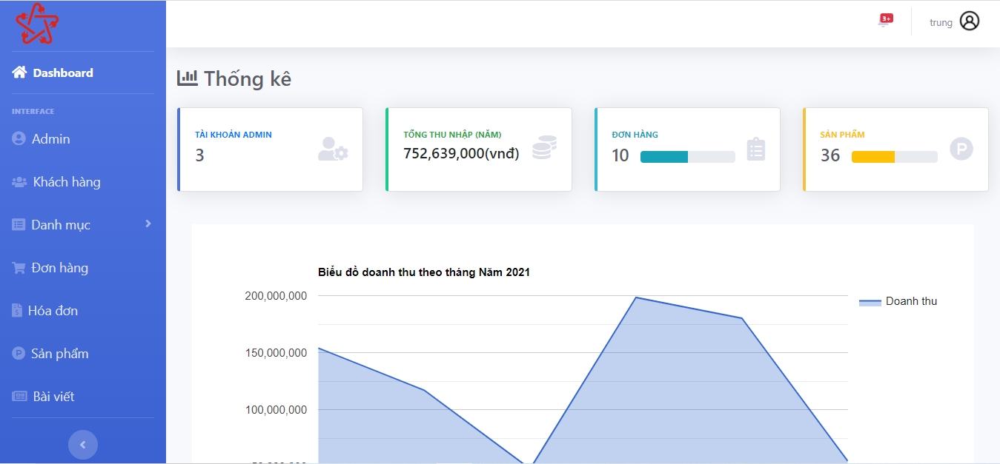 3+
trung
Dashboard
INTERFACE
Admin
Khách hàng
Danh mục
Đơn hàng
Hóa đơn
Sản phẩm
Bài viết
Thống kê
TÀI KHOẢN ADMIN
3
TỔNG THU NHẬP (NĂM)
752,639,000(vnđ)
ĐƠN HÀNG
10
SẢN PHẨM
36
P
Biểu đồ doanh thu theo tháng Năm 2021
Doanh thu
200,000,000
150,000,000
100,000,000